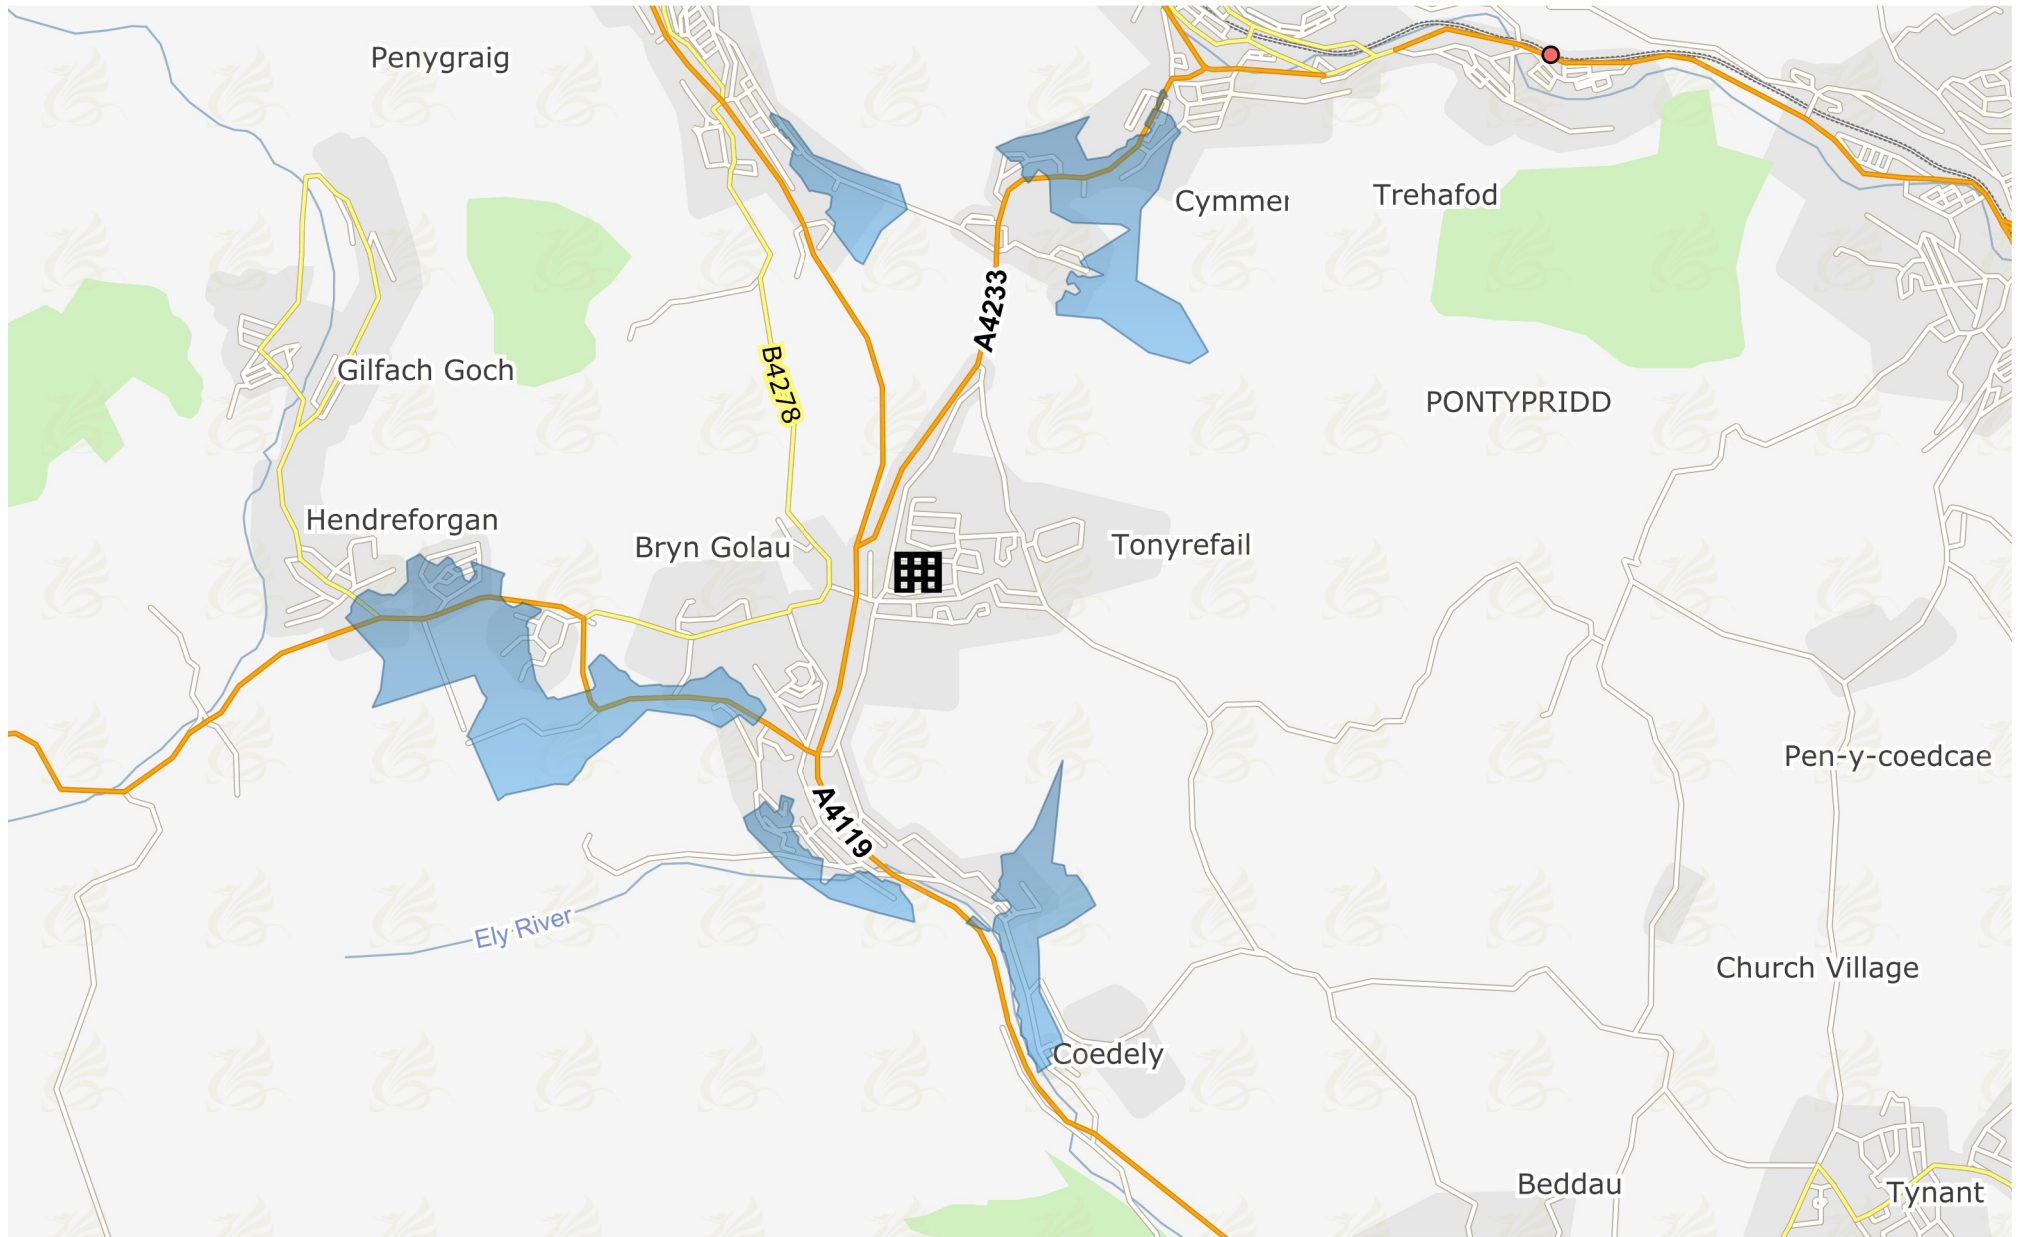 Penygraig
Cymmer
Trehafod
A4233
Gilfach Goch
B4278
PONTYPRIDD
Hendreforgan
Bryn Golau
Tonyrefail
Pen-y-coedcae
A4119
Ely River
Church Village
Coedely
Beddau
Tynant